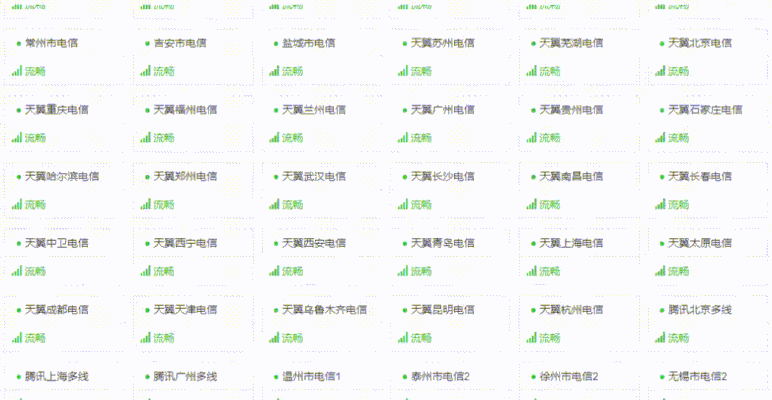 流畅 流畅 流畅 流畅 流畅 流畅
常州市电信 吉安市电信 盐城市电信 天翼苏州电信 天翼芜湖电信 天翼北京电信
流畅 流畅 流畅 流畅 流畅 流畅
天翼重庆电信 天翼福州电信 天翼兰州电信 天翼广州电信 天翼贵州电信 天翼石家庄电信
流畅 流畅 流畅 流畅 流畅 流畅
天翼哈尔滨电信 天翼郑州电信 天翼武汉电信 天翼长沙电信 天翼南昌电信 天翼长春电信
流畅 流畅 流畅 流畅 流畅 流畅
天翼中卫电信 天翼西宁电信 天翼西安电信 天翼青岛电信 天翼上海电信 天翼太原电信
流畅 流畅 流畅 流畅 流畅 流畅
天翼成都电信 天翼天津电信 天翼乌鲁木齐电信 天翼昆明电信 天翼杭州电信 腾讯北京多线
流畅 流畅 流畅 流畅 流畅 流畅
腾讯上海多线 腾讯广州多线 温州市电信1 泰州市电信2 徐州市电信2 无锡市电信2